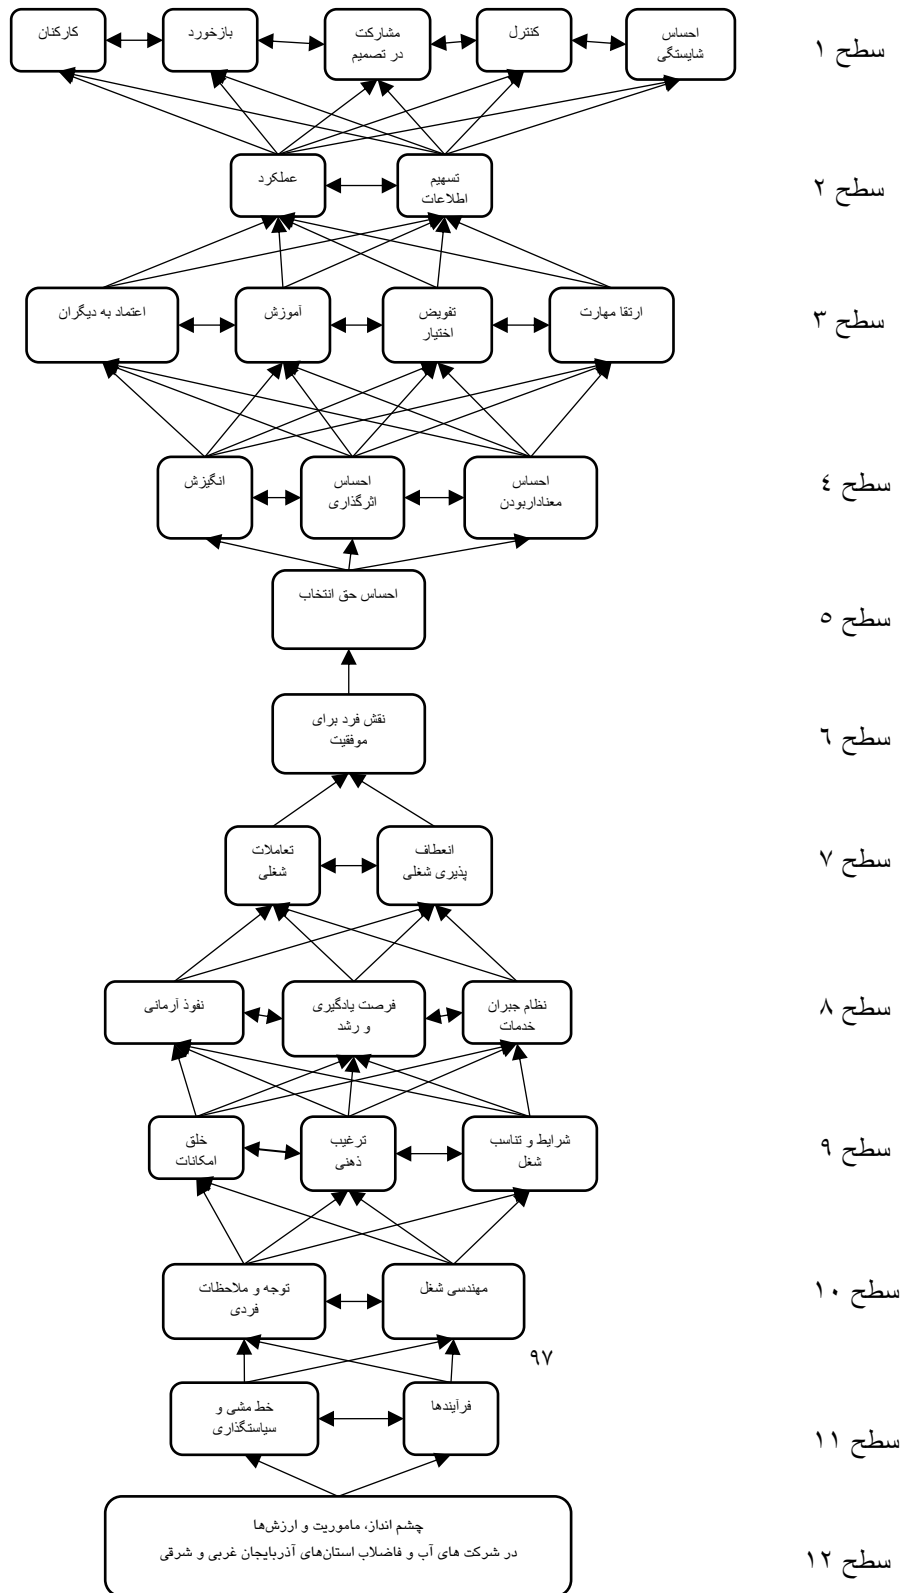 کارکنان
بازخورد
مشارکت
در تصمیم
کنترل
احساس
شایستگی
سطح ۱
عملکرد
تسهیم
اطلاعات
سطح ۲
اعتماد به دیگران
آموزش
تفویض
اختیار
ارتقا مهارت
سطح ۳
انگیزش
احساس
اثرگذاری
احساس
معناداربودن
سطح ٤
احساس حق انتخاب
سطح ٥
نقش فرد برای
موفقیت
سطح ٦
تعاملات
شغلی
انعطاف
پذیری شغلی
سطح ۷
نفوذ آرمانی
فرصت یادگیری
و رشد
نظام جبران
خدمات
سطح ۸
خلق
امکانات
ترغیب
ذهنی
شرایط و تناسب
شغل
سطح ۹
توجه و ملاحظات
فردی
مهندسی شغل
سطح ۱۰
۹۷
خط مشی و
سیاستگذاری
فرآیندها
سطح ۱۱
چشم انداز، ماموریت و ارزش‌ها
در شرکت های آب و فاضلاب استان‌های آذربایجان غربی و شرقی
سطح ۱۲